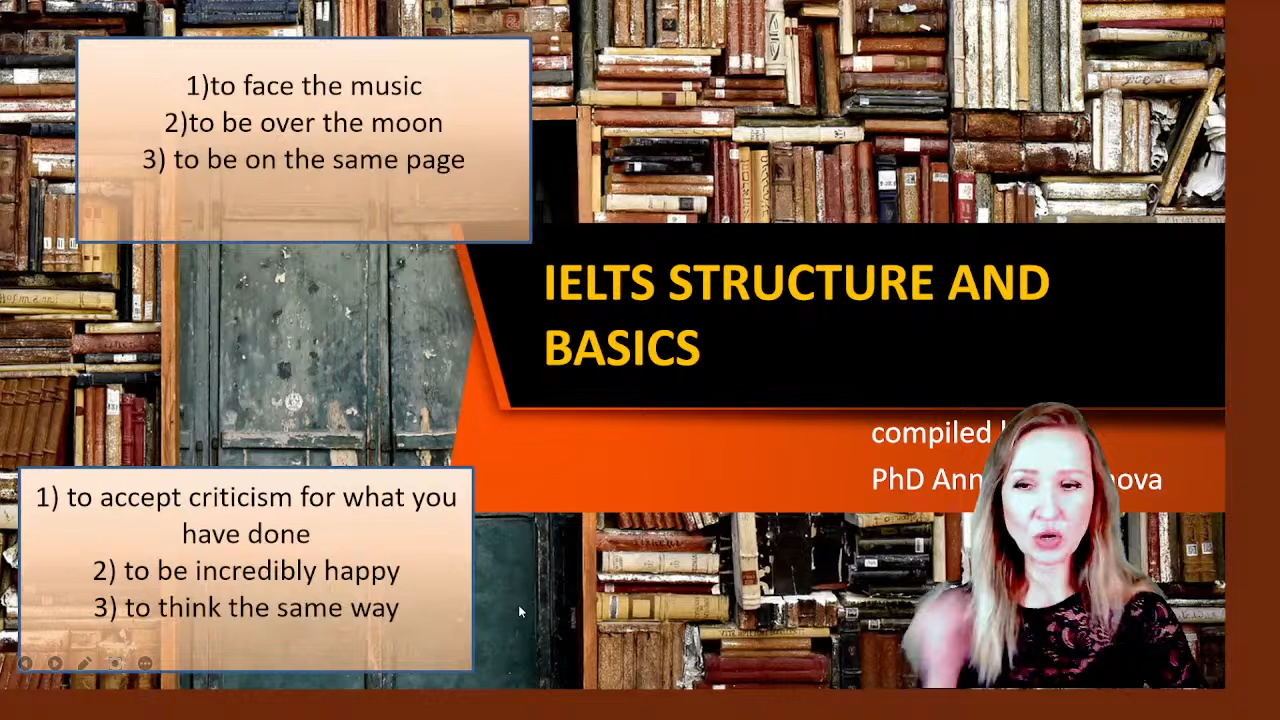 1)to face the music
2)to be over the moon
3) to be on the same page
IELTS STRUCTURE AND
BASICS
compiled
PhD
1) to accept criticism for what you
have done
2) to be incredibly happy
3) to think the same way